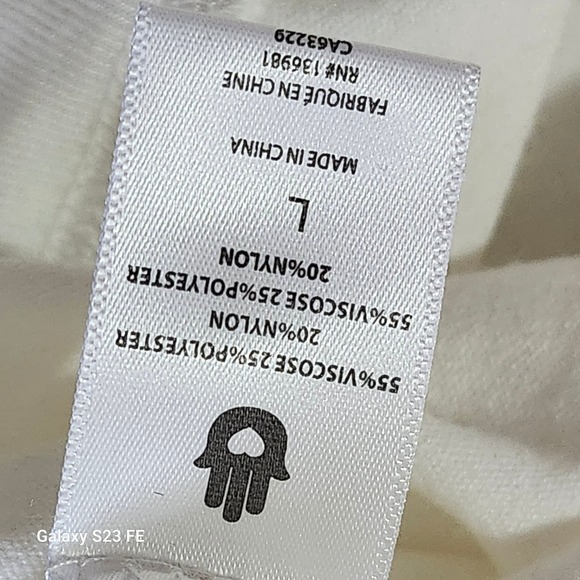 55%VISCOSE 25%POLYESTER
20%NYLON
55%VISCOSE 25%POLYESTER
20%NYLON
L
MADE IN CHINA
FABRIQUÉ EN CHINE
RN# 136981
CA63229
Galaxy S23 FE